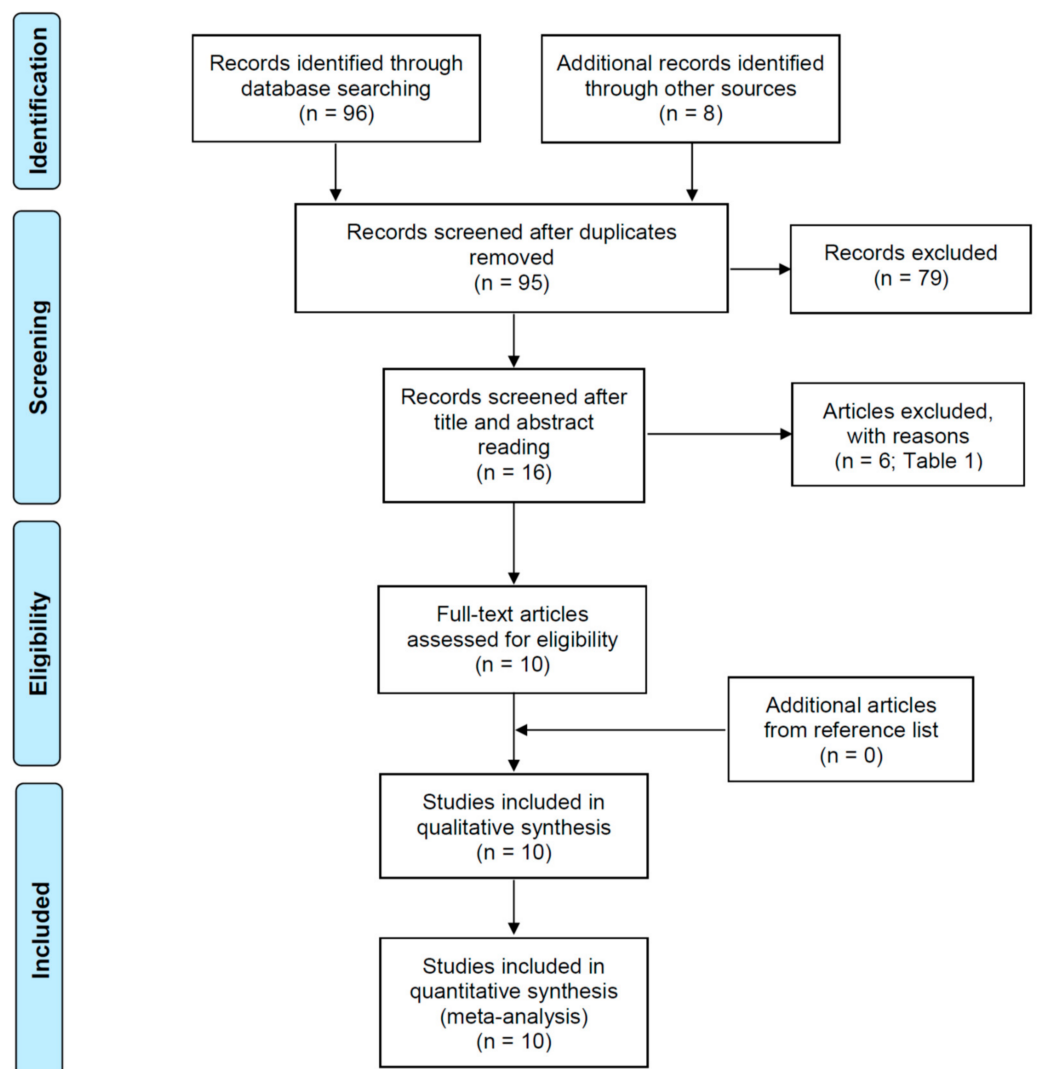 Identification
Records identified through
database searching
(n = 96)
Additional records identified
through other sources
(n = 8)
Screening
Records screened after duplicates
removed
(n = 95)
Records excluded
(n = 79)
Records screened after
title and abstract
reading
(n = 16)
Articles excluded,
with reasons
(n = 6; Table 1)
Eligibility
Full-text articles
assessed for eligibility
(n = 10)
Additional articles
from reference list
(n = 0)
Included
Studies included in
qualitative synthesis
(n = 10)
Studies included in
quantitative synthesis
(meta-analysis)
(n = 10)